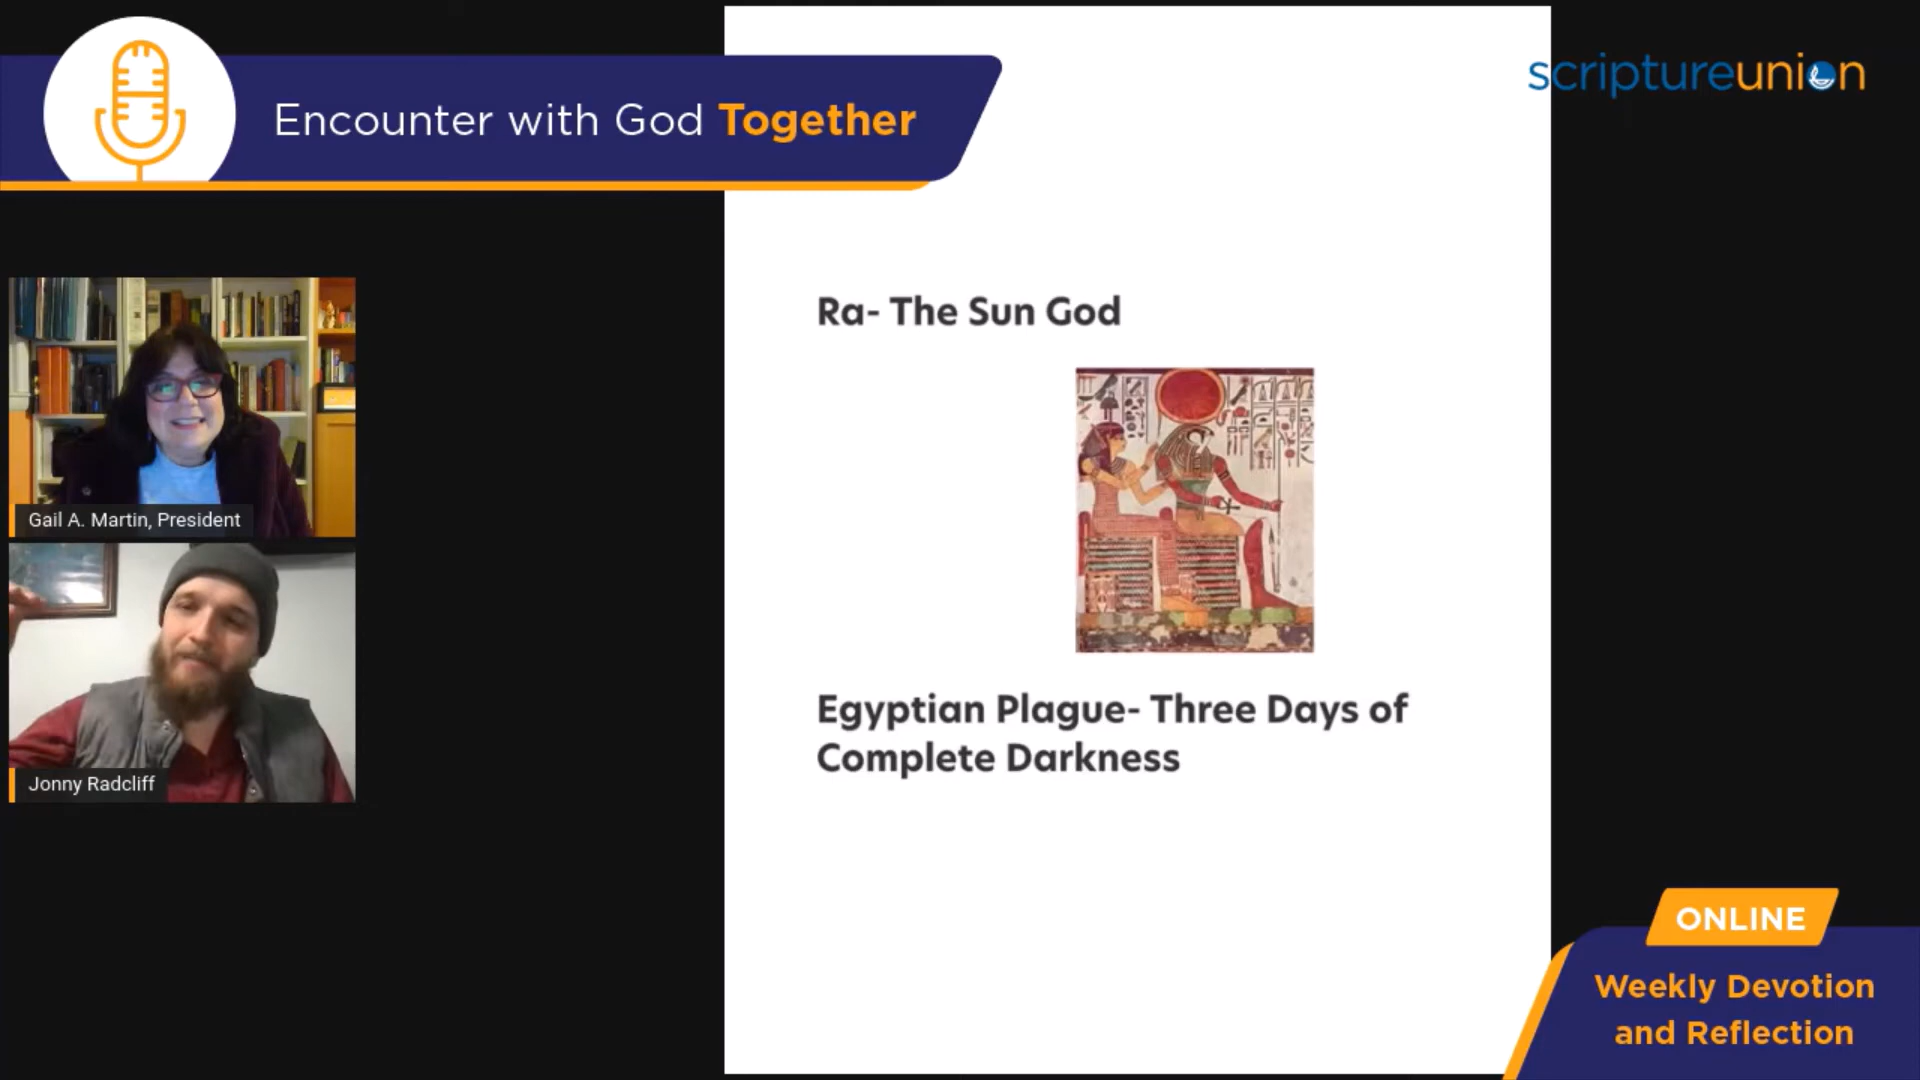 Encounter with God Together
scriptureunion
Ra- The Sun God
Gail A. Martin, President
Egyptian Plague- Three Days of
Complete Darkness
Jonny Radcliff
ONLINE
Weekly Devotion
and Reflection